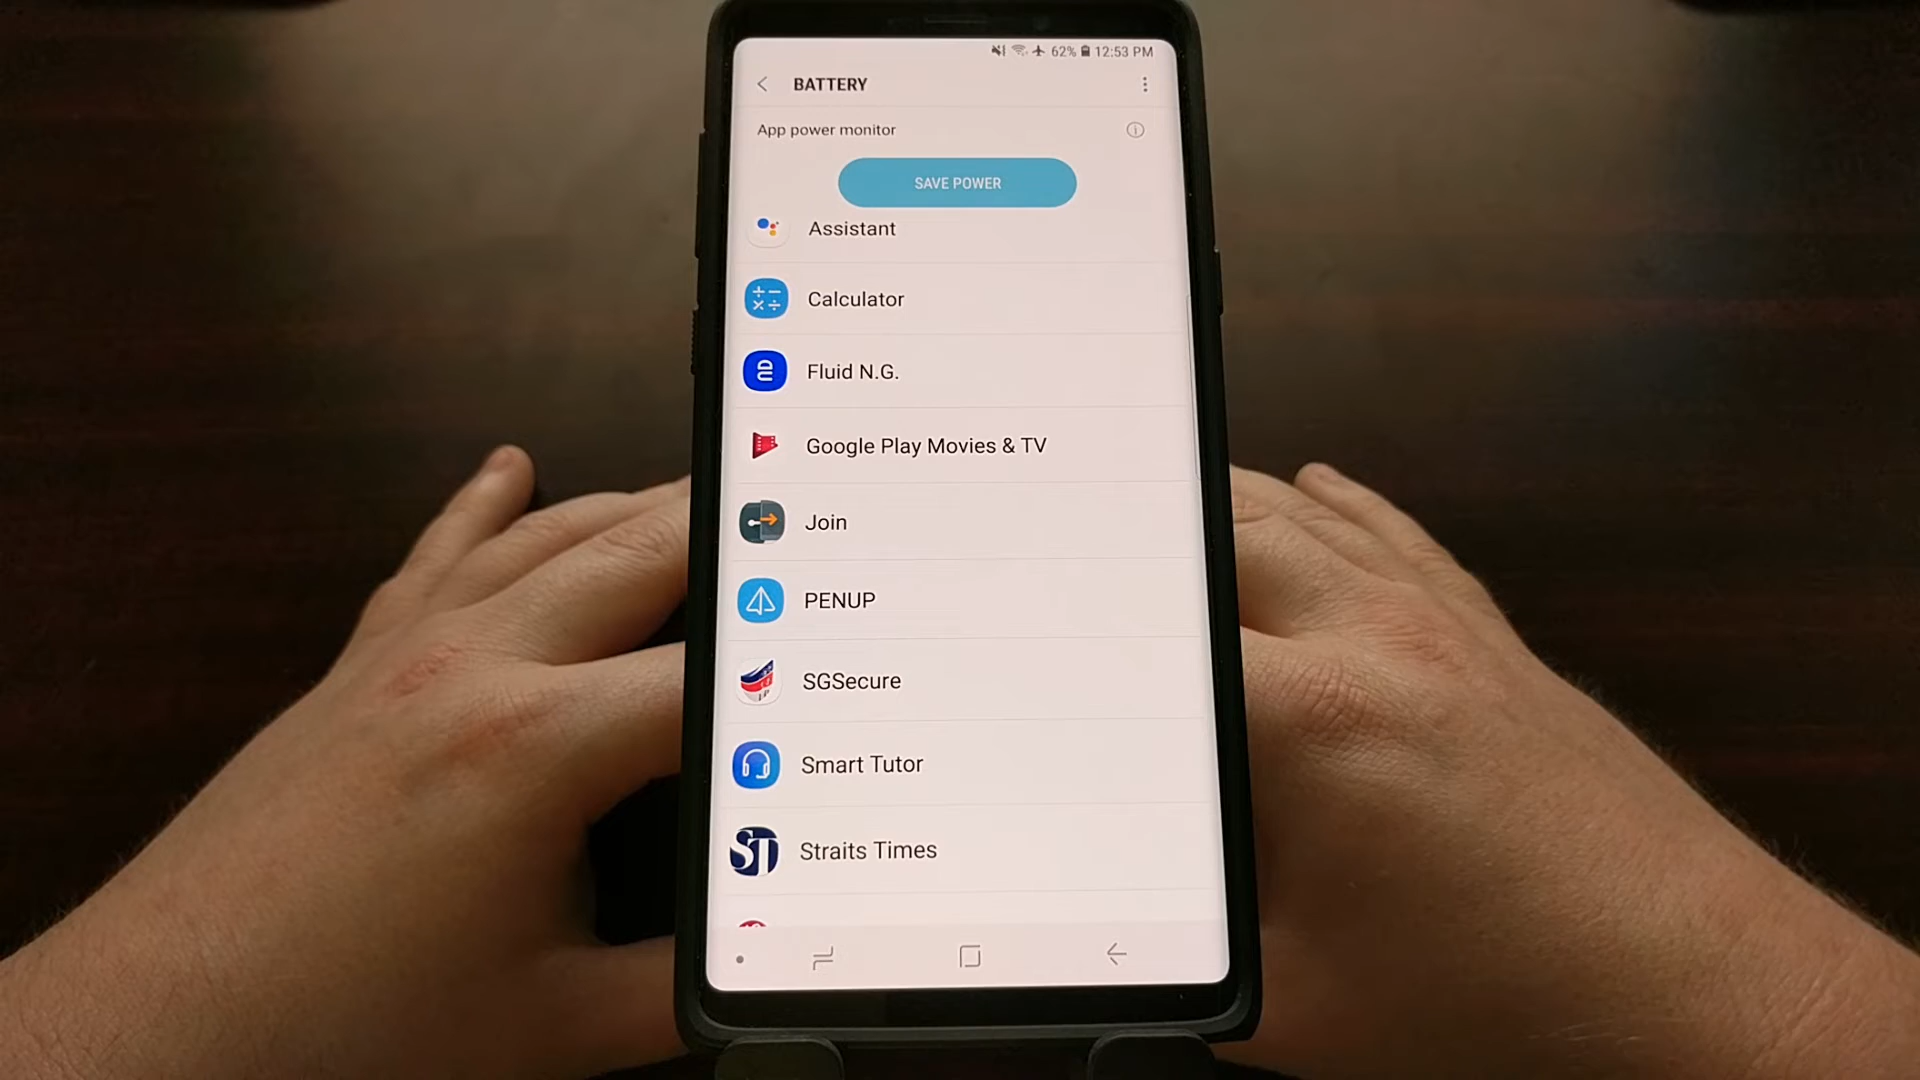 62% 12:53 PM
BATTERY
App power monitor
SAVE POWER
Assistant
Calculator
Fluid N.G.
Google Play Movies & TV
Join
PENUP
SGSecure
Smart Tutor
ST
Straits Times